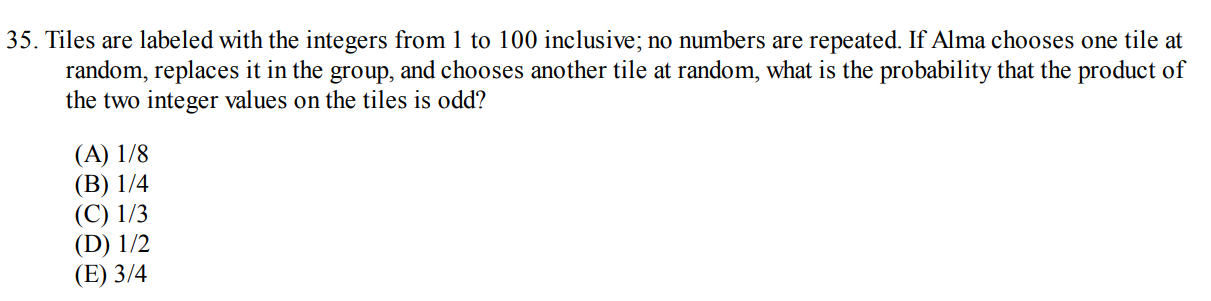 35. Tiles are labeled with the integers from 1 to 100 inclusive; no numbers are repeated. If Alma chooses one tile at
random, replaces it in the group, and chooses another tile at random, what is the probability that the product of
the two integer values on the tiles is odd?
(A) 1/8
(B) 1/4
(C) 1/3
(D) 1/2
(E) 3/4